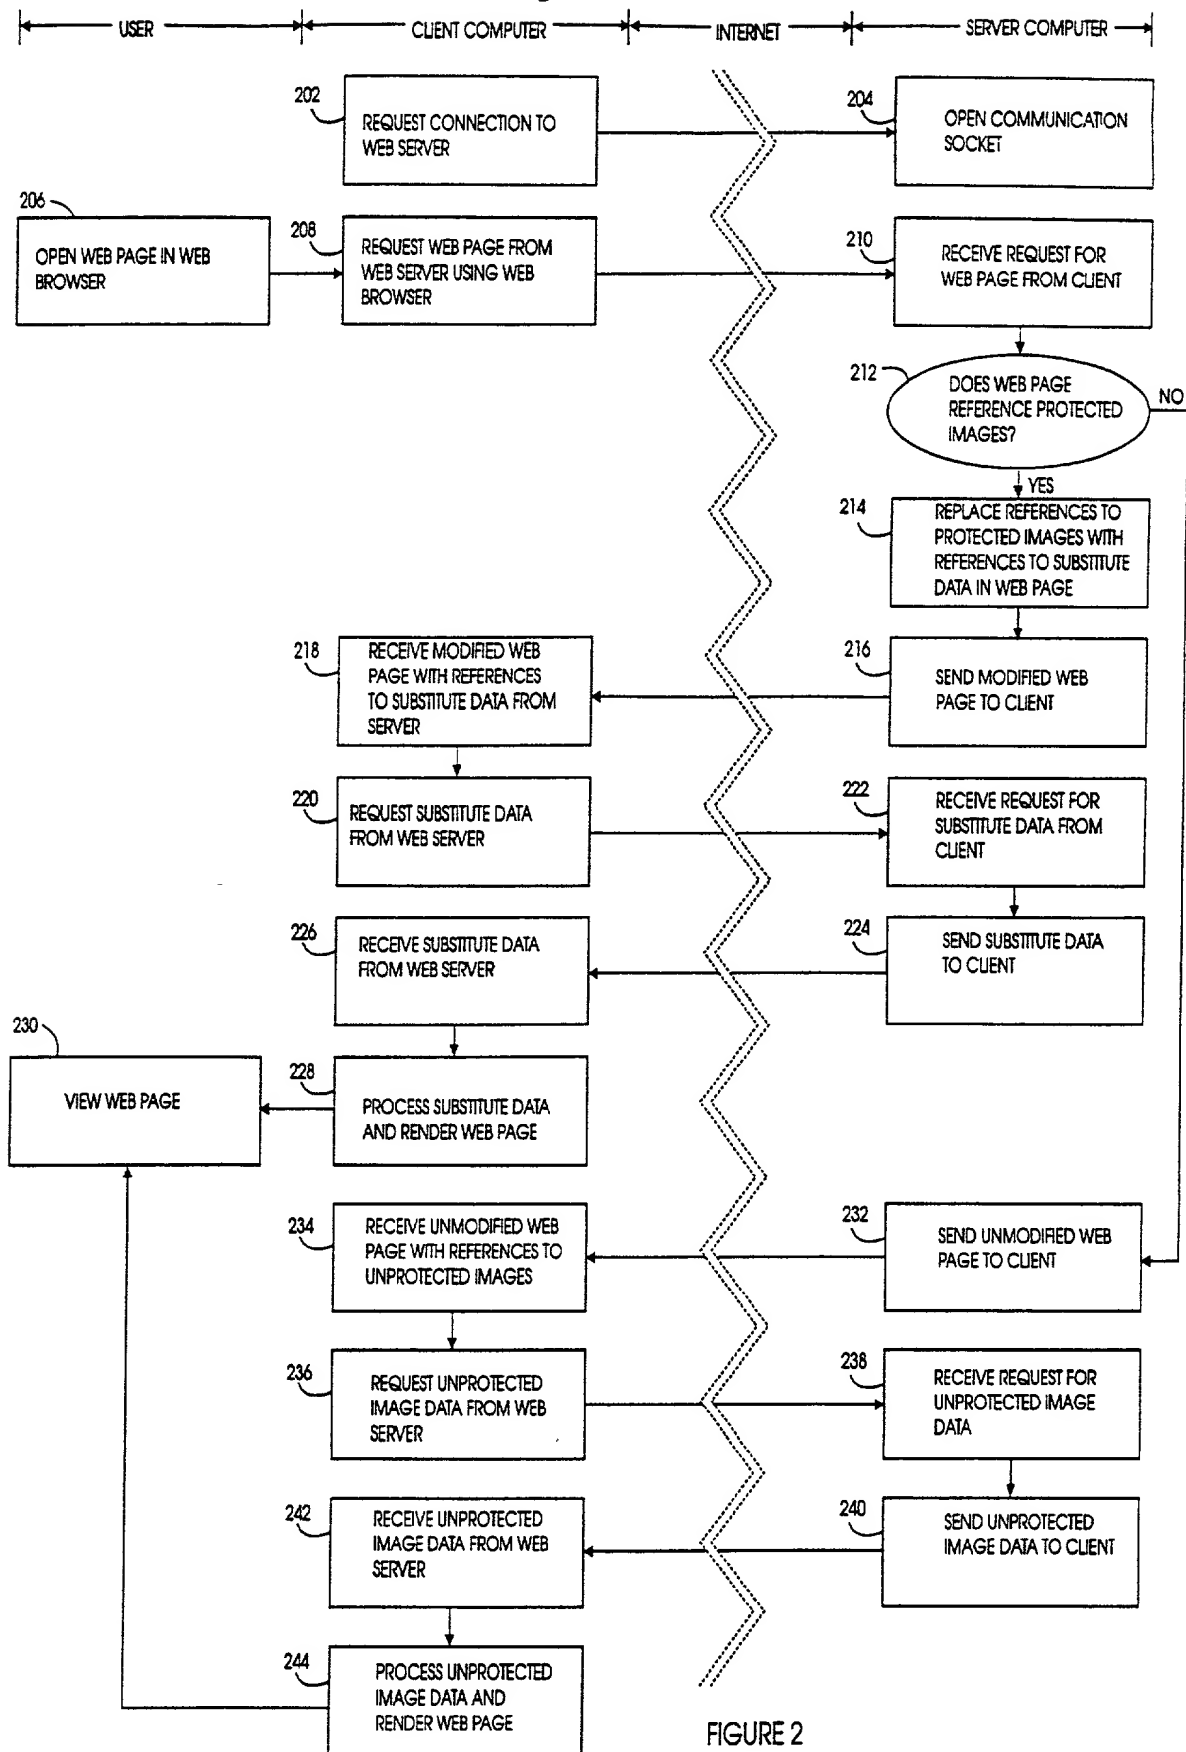 USER
CLIENT COMPUTER
INTERNET
SERVER COMPUTER
202
REQUEST CONNECTION TO
WEB SERVER
204
OPEN COMMUNICATION
SOCKET
206
OPEN WEB PAGE IN WEB
BROWSER
208
REQUEST WEB PAGE FROM
WEB SERVER USING WEB
BROWSER
210
RECEIVE REQUEST FOR
WEB PAGE FROM CLIENT
212
DOES WEB PAGE
REFERENCE PROTECTED
IMAGES?
NO
YES
214
REPLACE REFERENCES TO
PROTECTED IMAGES WITH
REFERENCES TO SUBSTITUTE
DATA IN WEB PAGE
218
RECEIVE MODIFIED WEB
PAGE WITH REFERENCES
TO SUBSTITUTE DATA FROM
SERVER
216
SEND MODIFIED WEB
PAGE TO CLIENT
220
REQUEST SUBSTITUTE DATA
FROM WEB SERVER
222
RECEIVE REQUEST FOR
SUBSTITUTE DATA FROM
CLIENT
226
RECEIVE SUBSTITUTE DATA
FROM WEB SERVER
224
SEND SUBSTITUTE DATA
TO CLIENT
230
VIEW WEB PAGE
228
PROCESS SUBSTITUTE DATA
AND RENDER WEB PAGE
234
RECEIVE UNMODIFIED WEB
PAGE WITH REFERENCES TO
UNPROTECTED IMAGES
232
SEND UNMODIFIED WEB
PAGE TO CLIENT
236
REQUEST UNPROTECTED
IMAGE DATA FROM WEB
SERVER
238
RECEIVE REQUEST FOR
UNPROTECTED IMAGE
DATA
242
RECEIVE UNPROTECTED
IMAGE DATA FROM WEB
SERVER
240
SEND UNPROTECTED
IMAGE DATA TO CLIENT
244
PROCESS UNPROTECTED
IMAGE DATA AND
RENDER WEB PAGE
FIGURE 2